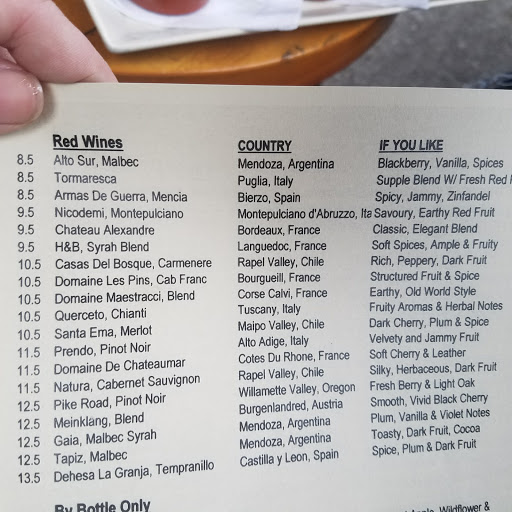 Red Wines COUNTRY IF YOU LIKE
8.5 Alto Sur, Malbec Mendoza, Argentina Blackberry, Vanilla, Spices
8.5 Tormaresca Puglia, Italy Supple Blend W/ Fresh Red
8.5 Armas De Guerra, Mencia Bierzo, Spain Spicy, Jammy, Zinfandel
9.5 Nicodemi, Montepulciano Montepulciano d'Abruzzo, Ita Savoury, Earthy Red Fruit
9.5 Chateau Alexandre Bordeaux, France Classic, Elegant Blend
9.5 H&B, Syrah Blend Languedoc, France Soft Spices, Ample & Fruity
10.5 Casas Del Bosque, Carmenere Rapel Valley, Chile Rich, Peppery, Dark Fruit
10.5 Domaine Les Pins, Cab Franc Bourgueill, France Structured Fruit & Spice
10.5 Domaine Maestracci, Blend Corse Calvi, France Earthy, Old World Style
10.5 Querceto, Chianti Tuscany, Italy Fruity Aromas & Herbal Notes
10.5 Santa Ema, Merlot Maipo Valley, Chile Dark Cherry, Plum & Spice
11.5 Prendo, Pinot Noir Alto Adige, Italy Velvety and Jammy Fruit
11.5 Domaine De Chateaumar Cotes Du Rhone, France Soft Cherry & Leather
11.5 Natura, Cabernet Sauvignon Rapel Valley, Chile Silky, Herbaceous, Dark Fruit
12.5 Pike Road, Pinot Noir Willamette Valley, Oregon Fresh Berry & Light Oak
12.5 Meinklang, Blend Burgenlandred, Austria Smooth, Vivid Black Cherry
12.5 Gaia, Malbec Syrah Mendoza, Argentina Plum, Vanilla & Violet Notes
12.5 Tapiz, Malbec Mendoza, Argentina Toasty, Dark Fruit, Cocoa
13.5 Dehesa La Granja, Tempranillo Castilla y Leon, Spain Spice, Plum & Dark Fruit
By Bottle Only
Wildflower &